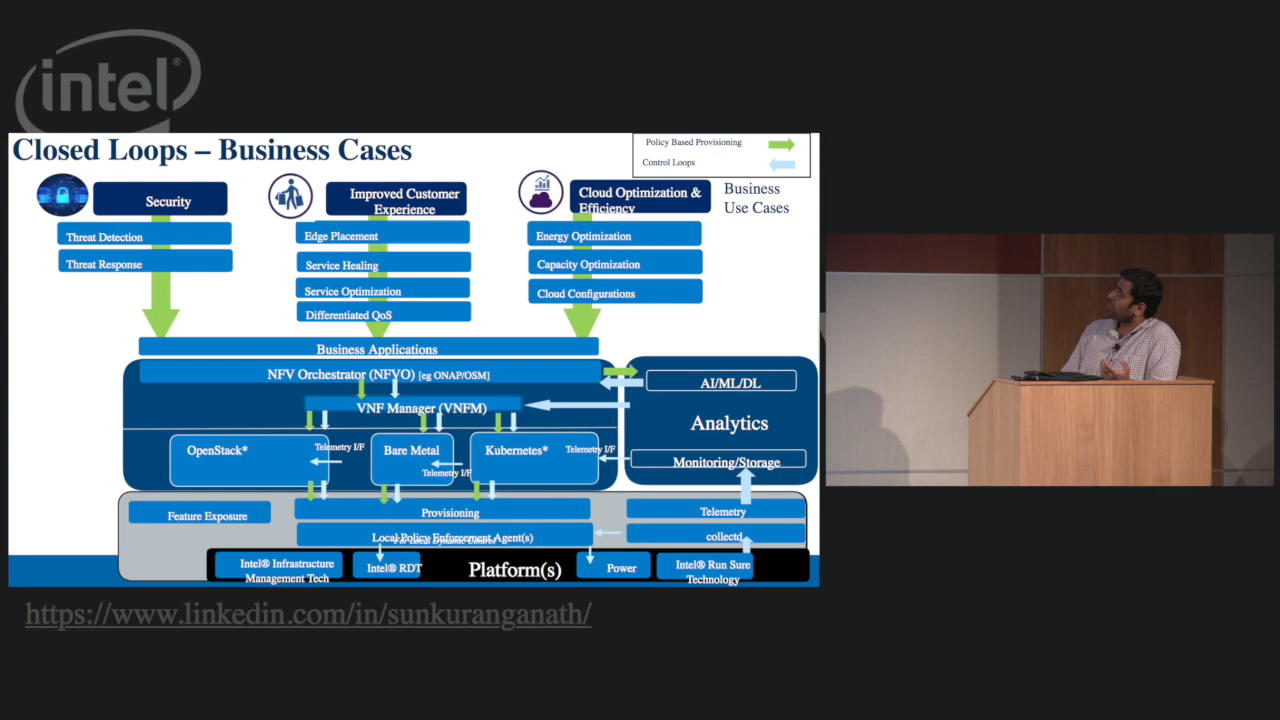 intel®
Closed Loops – Business Cases
Policy Based Provisioning
Control Loops
Security
Improved Customer
Experience
Cloud Optimization &
Efficiency
Business
Use Cases
Threat Detection
Threat Response
Edge Placement
Service Healing
Service Optimization
Differentiated QoS
Energy Optimization
Capacity Optimization
Cloud Configurations
Business Applications
NFV Orchestrator (NFVO) [eg ONAP/OSM]
VNF Manager (VNFM)
AI/ML/DL
Analytics
Monitoring/Storage
OpenStack*
Telemetry I/F
Bare Metal
Telemetry I/F
Kubernetes*
Telemetry I/F
Feature Exposure
Provisioning
Telemetry
Local Policy Enforcement Agent(s)
For Local Dynamic Control
collectd
Intel® Infrastructure
Management Tech
Intel® RDT
Platform(s)
Power
Intel® Run Sure
Technology
https://www.linkedin.com/in/sunkuranganath/